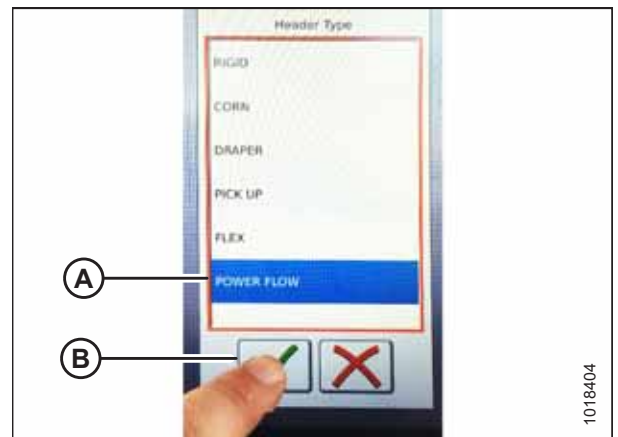 Header Type
RIGID
CORN
DRAPER
PICK UP
FLEX
A
POWER FLOW
B
1018404